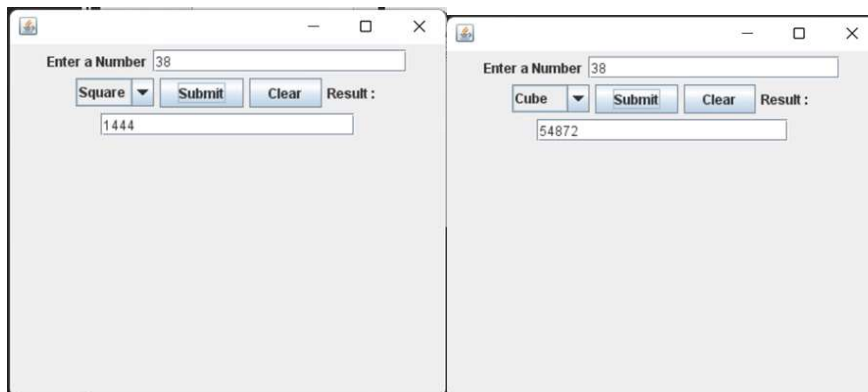 Enter a Number 38
Square Submit Clear Result :
1444
Enter a Number 38
Cube Submit Clear Result :
54872